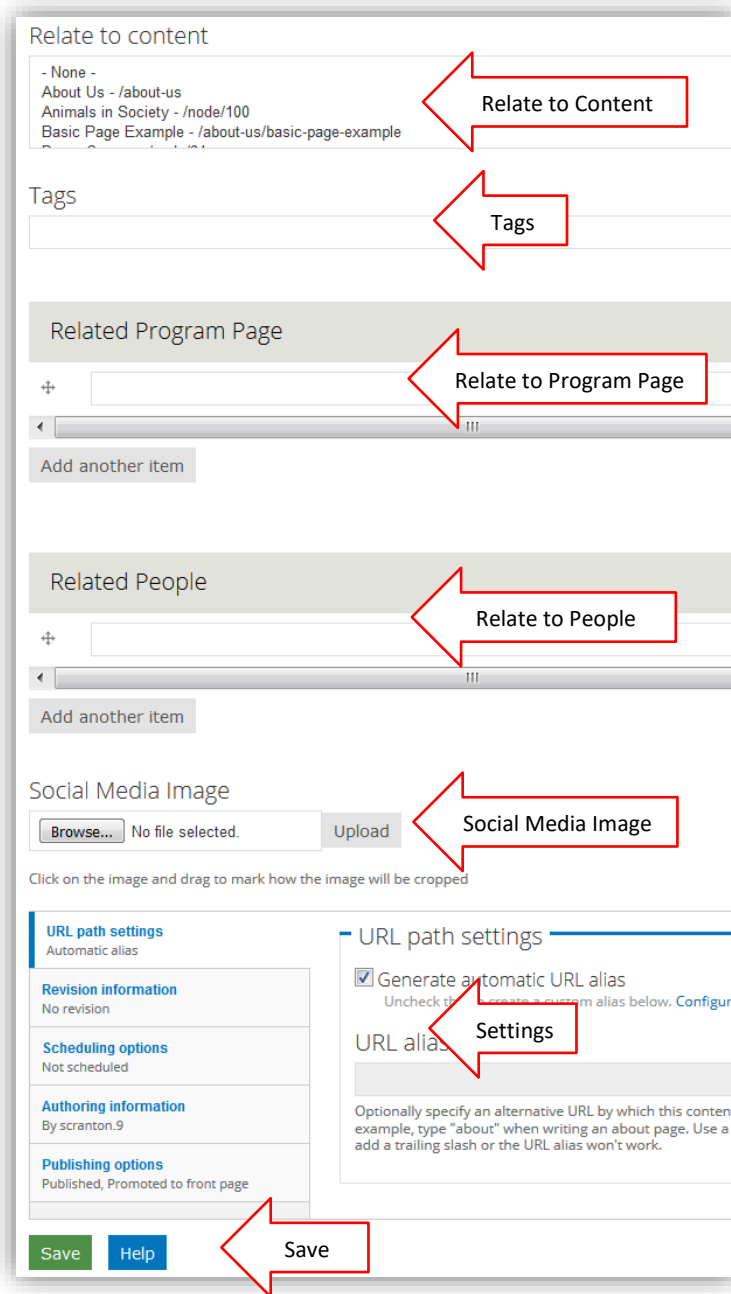 Relate to content
- None -
About Us - /about-us
Animals in Society - /node/100
Basic Page Example - /about-us/basic-page-example
Relate to Content
Tags
Tags
Related Program Page
Relate to Program Page
Add another item
Related People
Relate to People
Add another item
Social Media Image
Browse... No file selected. Upload
Social Media Image
Click on the image and drag to mark how the image will be cropped
URL path settings
Automatic alias
Revision information
No revision
Scheduling options
Not scheduled
Authoring information
By scranton.9
Publishing options
Published, Promoted to front page
URL path settings
Generate automatic URL alias
Uncheck create a custom alias below. Configur
URL alias
Settings
Optionally specify an alternative URL by which this conten
example, type "about" when writing an about page. Use a
add a trailing slash or the URL alias won't work.
Save Help
Save